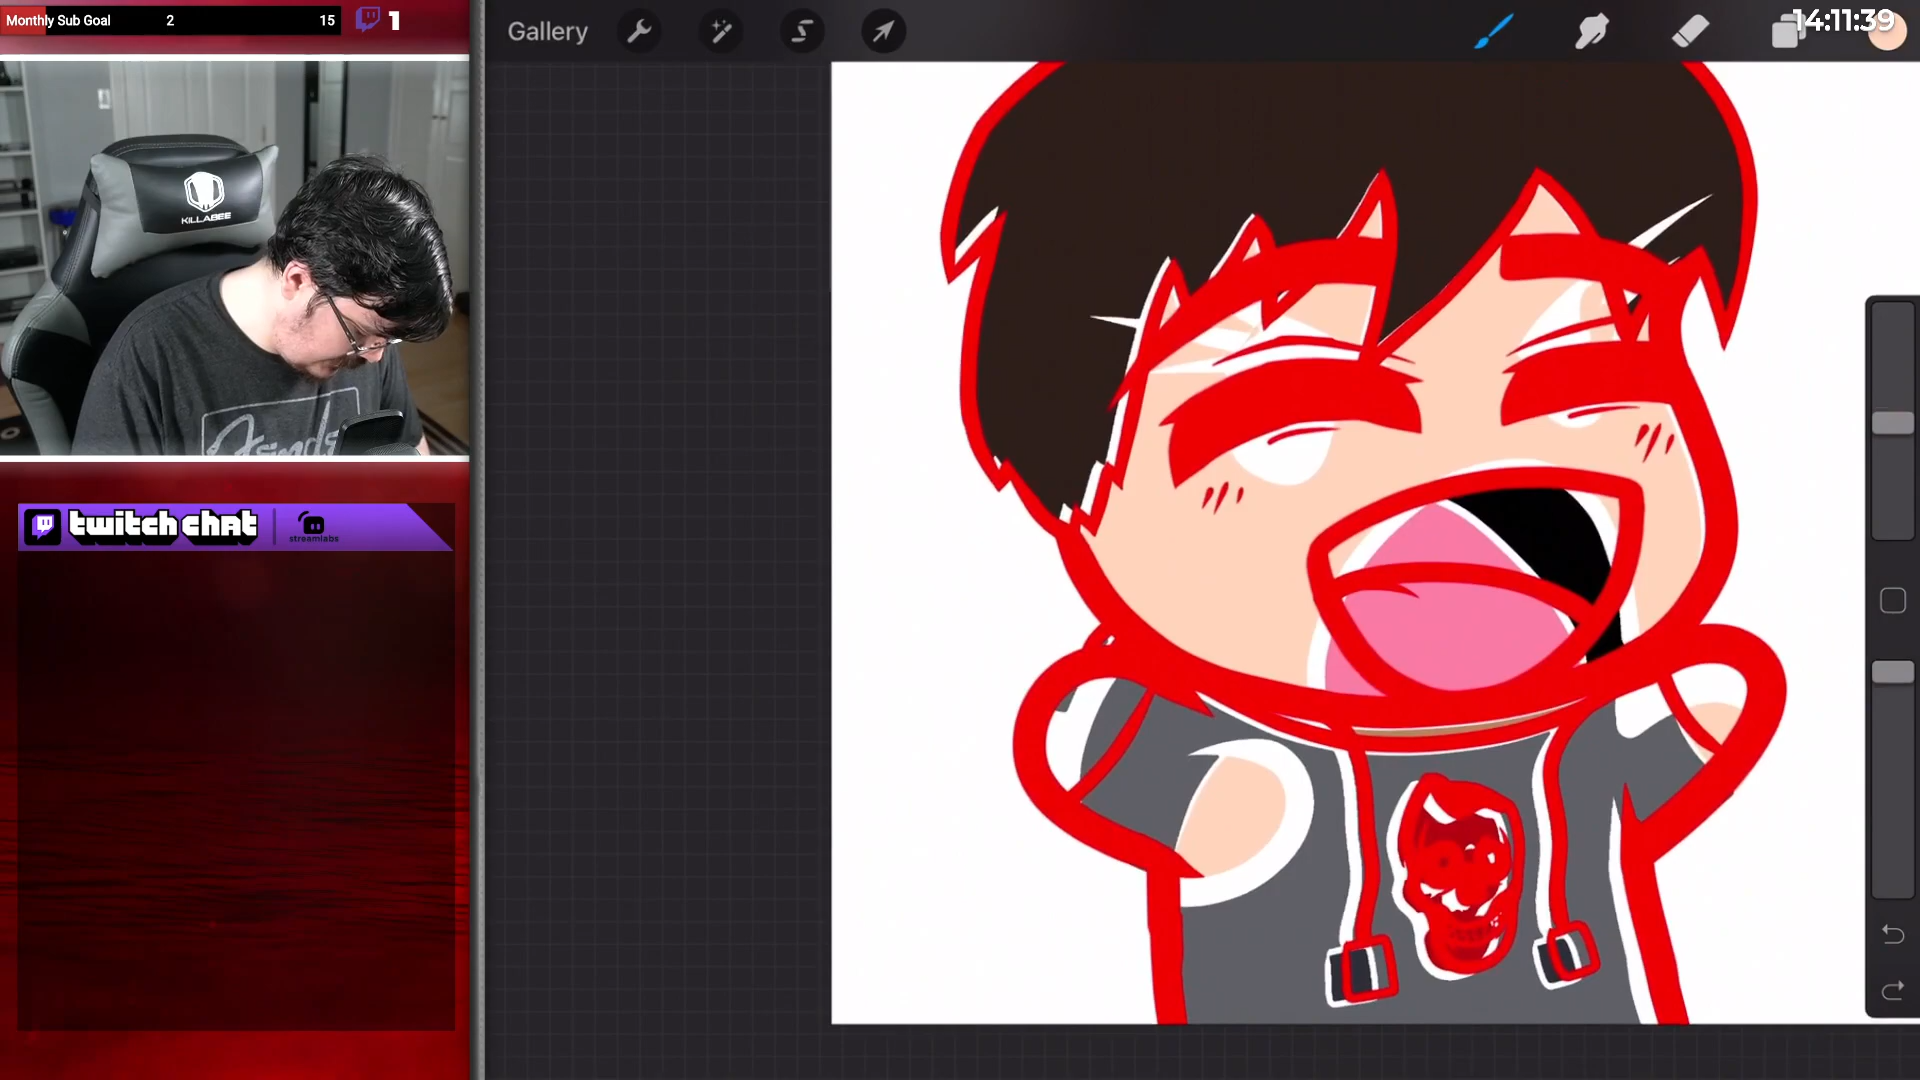 Monthly Sub Goal 2 15 1
Gallery
14:11:39
KILLABEE
twitch chat
streamlabs